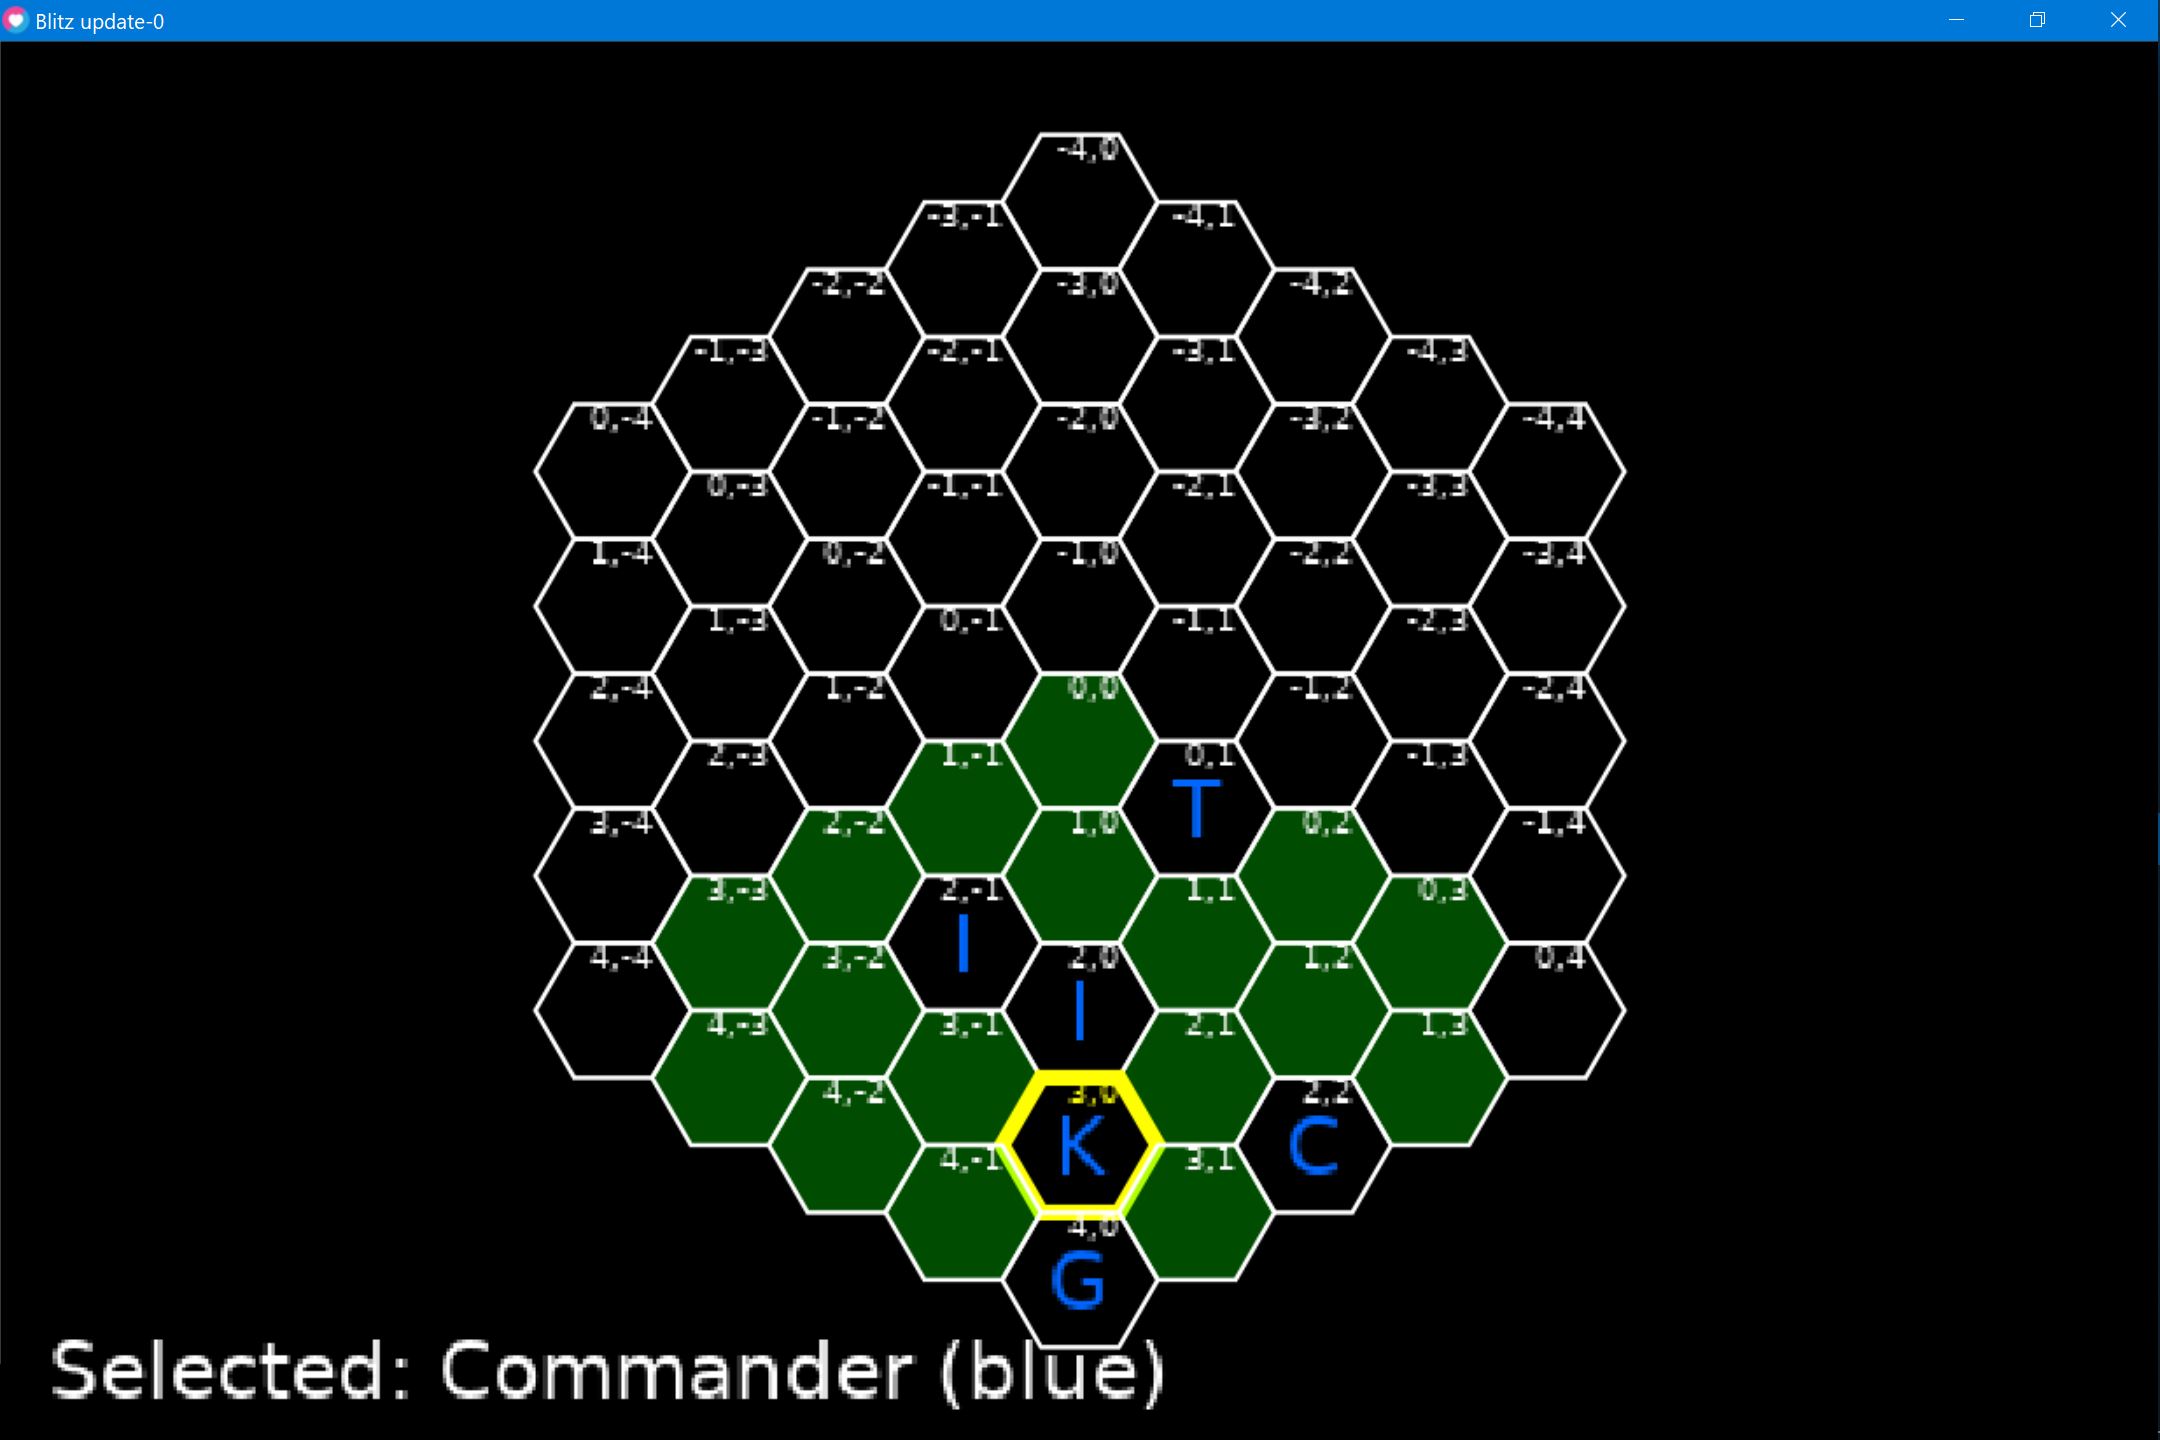 Blitz update-0
-4,0
-3,-1 -4,1
-2,-2 -3,0 -4,2
-1,-3 -2,-1 -3,1 -4,3
0,-4 -1,-2 -2,0 -3,2 -4,4
0,-3 -1,-1 -2,1 -3,3
1,-4 0,-2 -1,0 -2,2 -3,4
1,-3 0,-1 -1,1 -2,3
2,-4 1,-2 0,0 -1,2 -2,4
2,-3 1,-1 0,1 -1,3
T
3,-4 2,-2 1,0 0,2 -1,4
3,-3 2,-1 1,1 0,3
I
4,-4 3,-2 2,0 1,2 0,4
I
4,-3 3,-1 2,1 1,3
4,-2 3,0 2,2
K C
4,-1 3,1
4,0
G
Selected: Commander (blue)